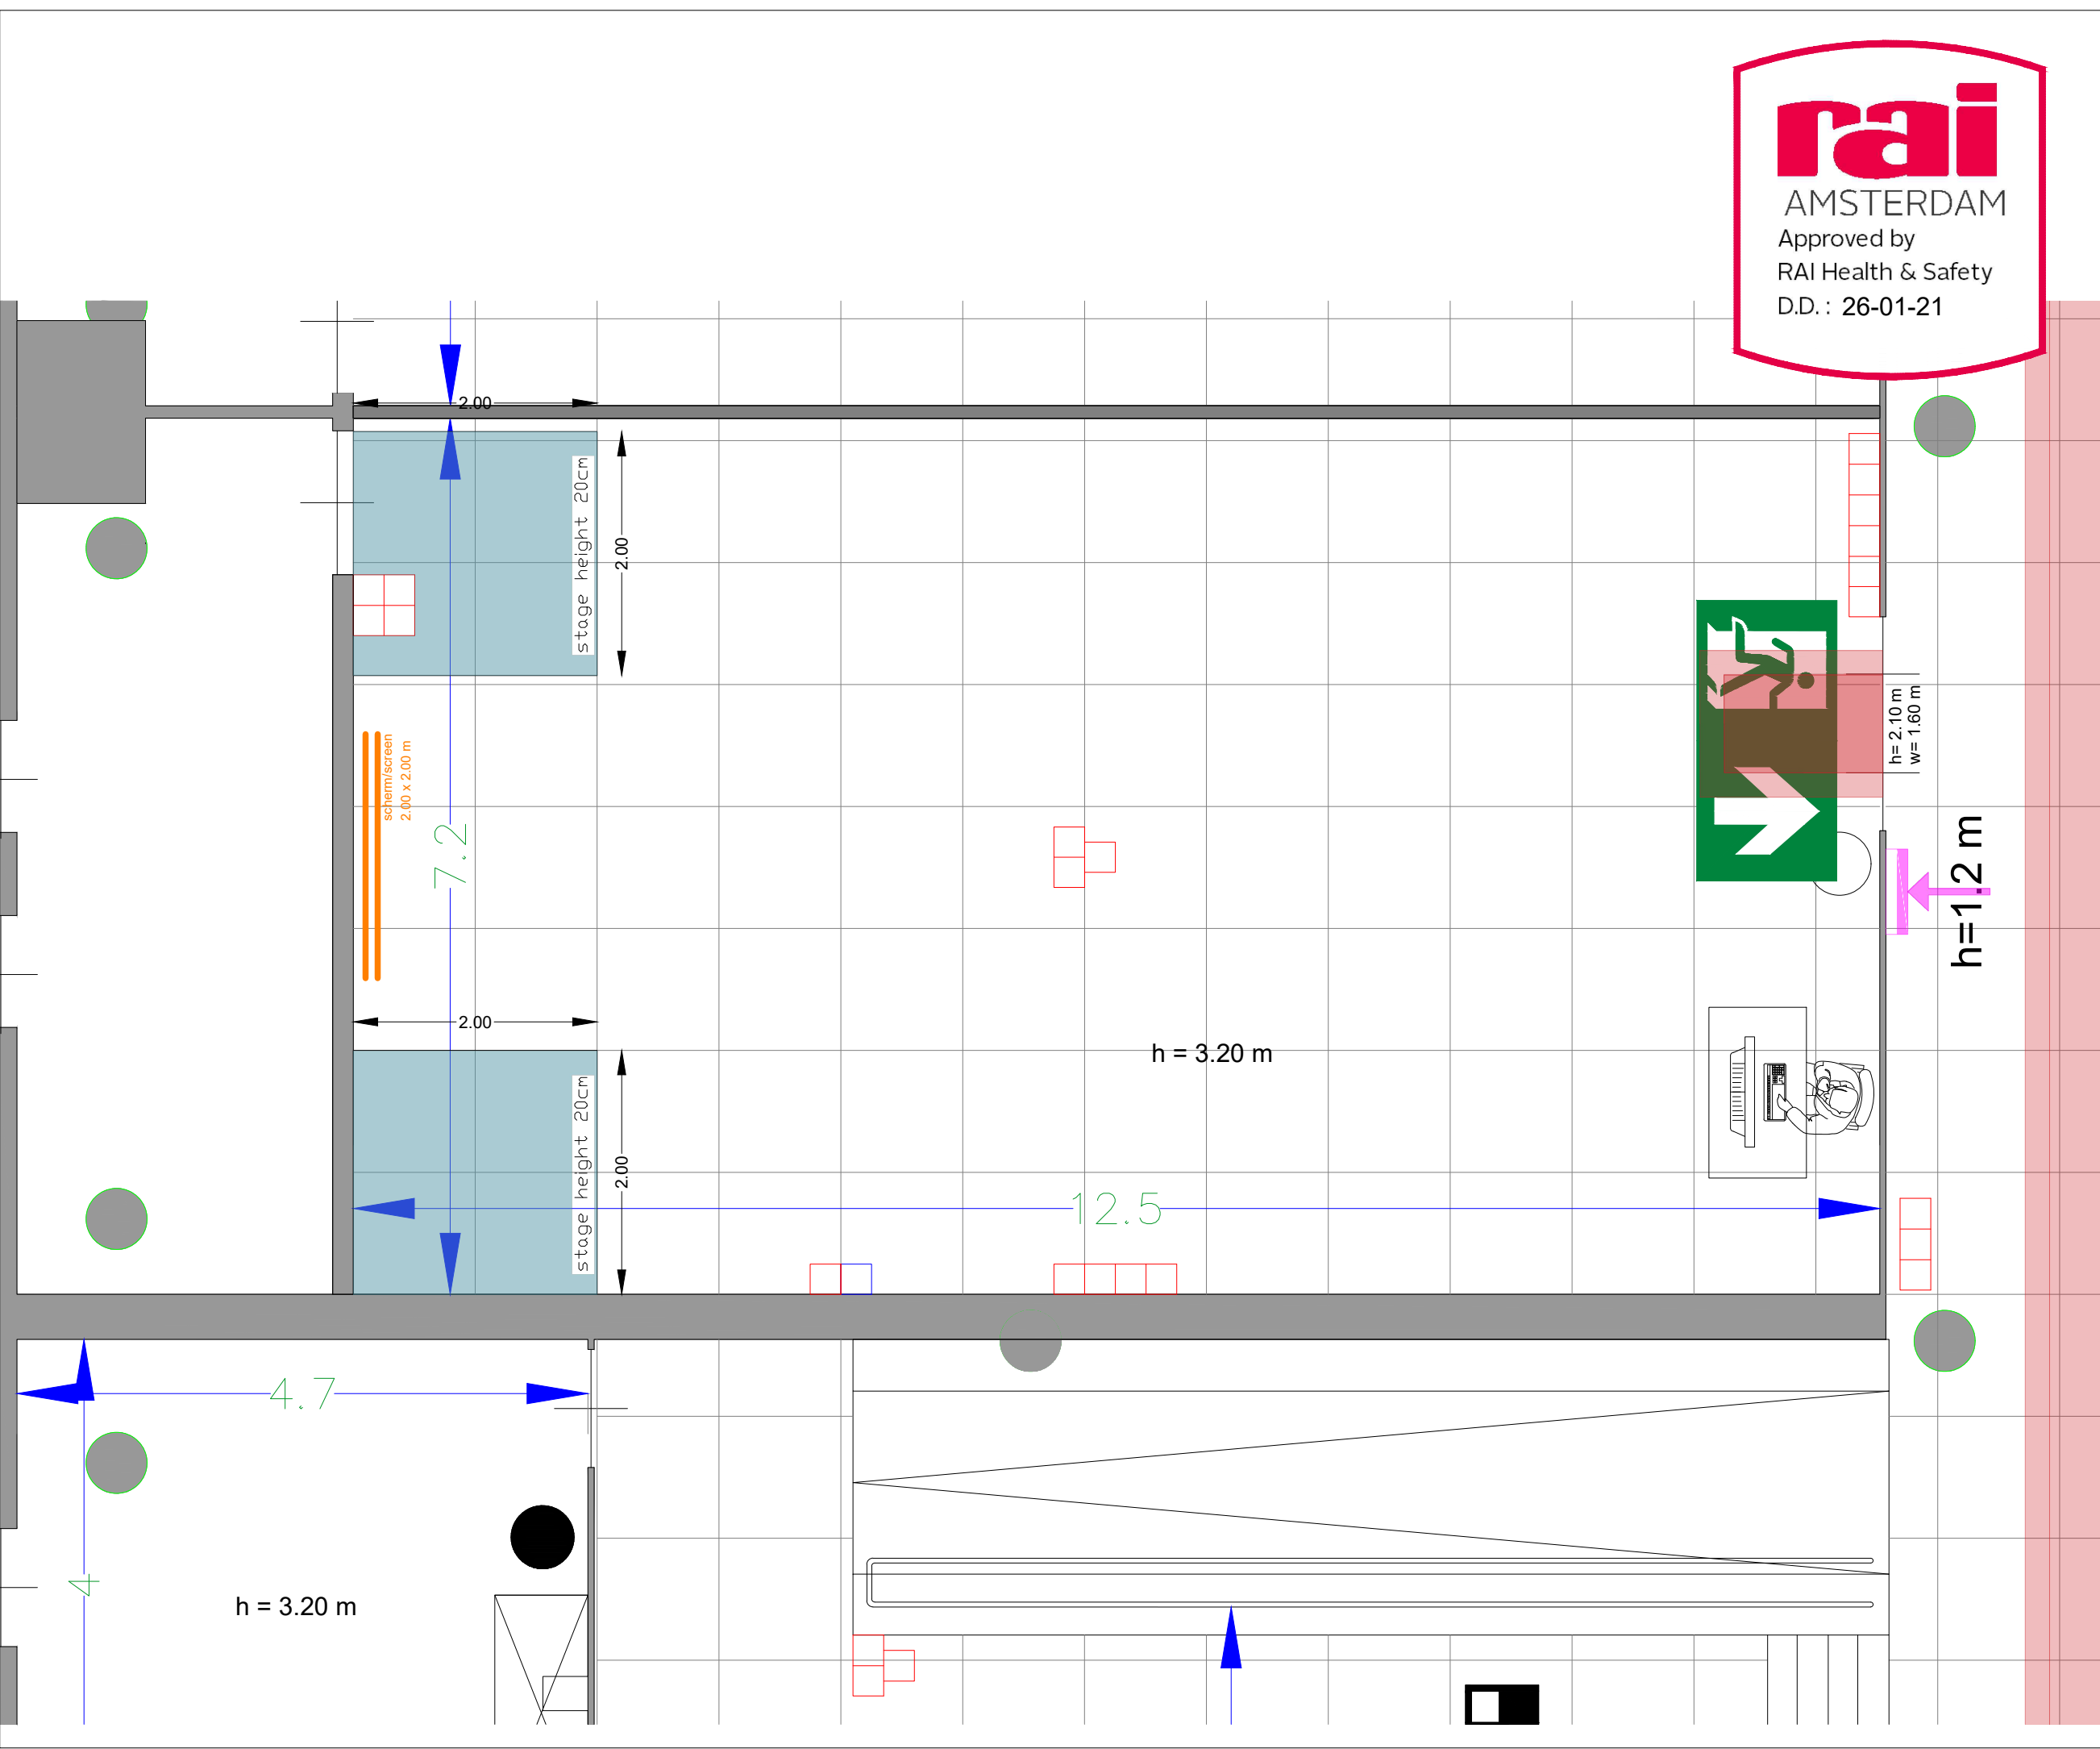 rai
AMSTERDAM
Approved by
RAI Health & Safety
D.D. : 26-01-21
2.00
stage height 20cm
2.00
scherm/screen
2.00 x 2.00 m
7.2
h= 2.10 m
w= 1.60 m
h=1.2 m
2.00
h = 3.20 m
stage height 20cm
2.00
12.5
4.7
4
h = 3.20 m